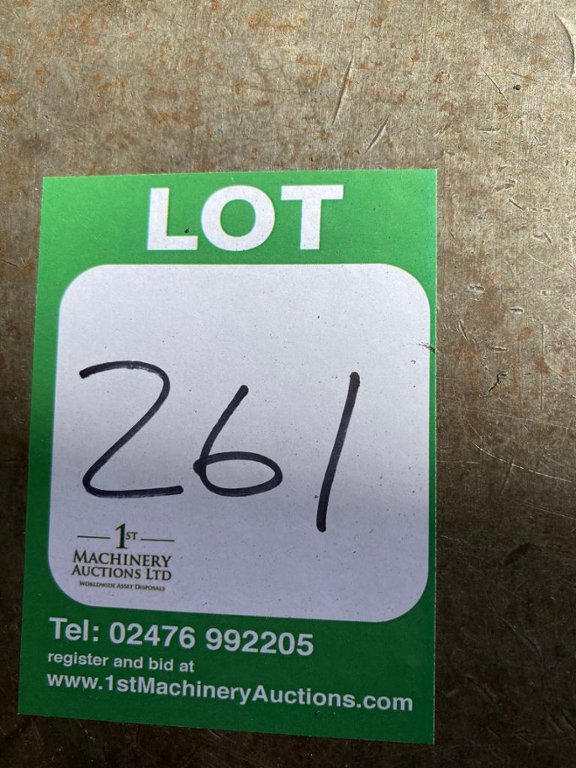 LOT
261
1ST
MACHINERY
AUCTIONS LTD
WORLDWIDE ASSET DISPOSALS
Tel: 02476 992205
register and bid at
www.1stMachineryAuctions.com